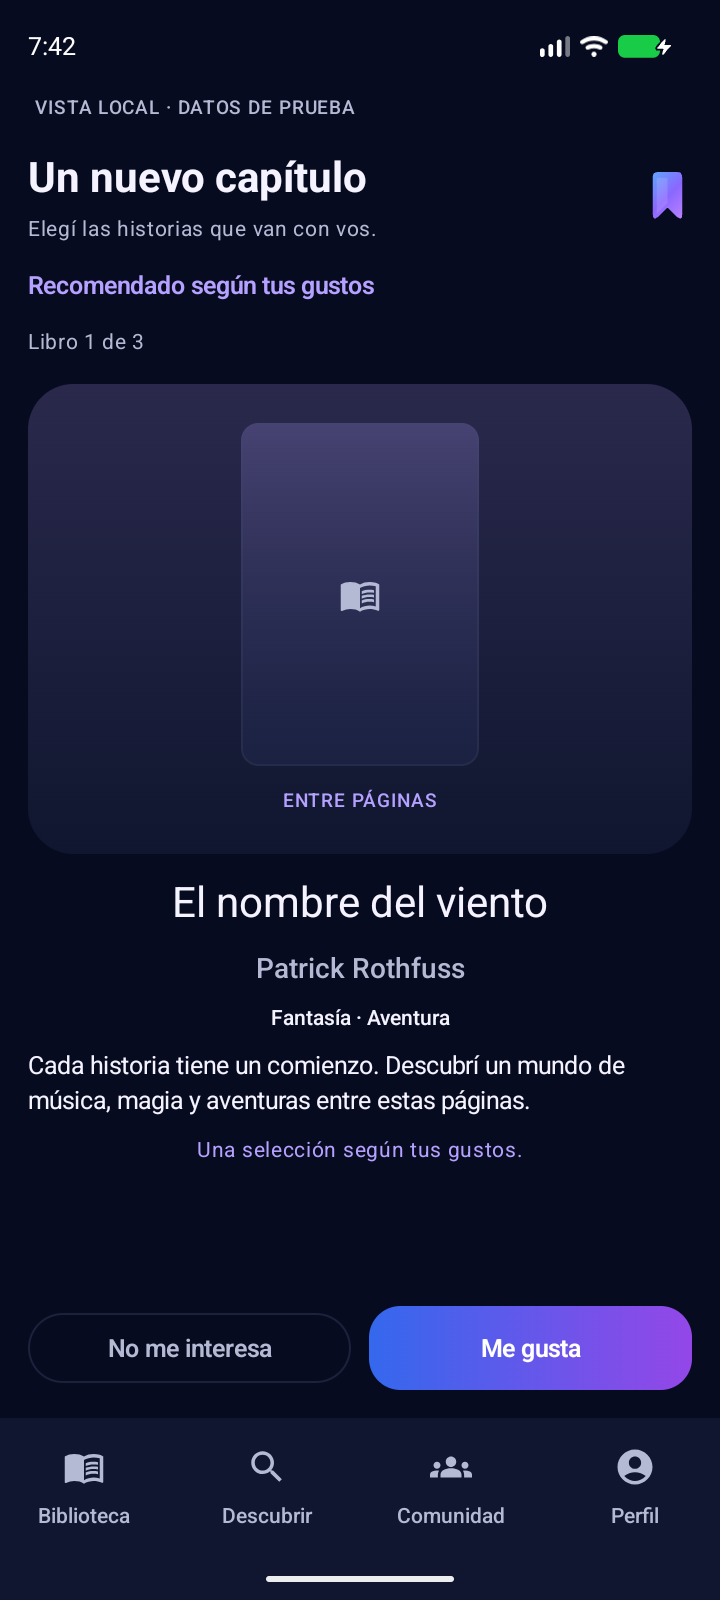 7:42
VISTA LOCAL · DATOS DE PRUEBA
Un nuevo capítulo
Elegí las historias que van con vos.
Recomendado según tus gustos
Libro 1 de 3
ENTRE PÁGINAS
El nombre del viento
Patrick Rothfuss
Fantasía · Aventura
Cada historia tiene un comienzo. Descubrí un mundo de
música, magia y aventuras entre estas páginas.
Una selección según tus gustos.
No me interesa
Me gusta
Biblioteca
Descubrir
Comunidad
Perfil